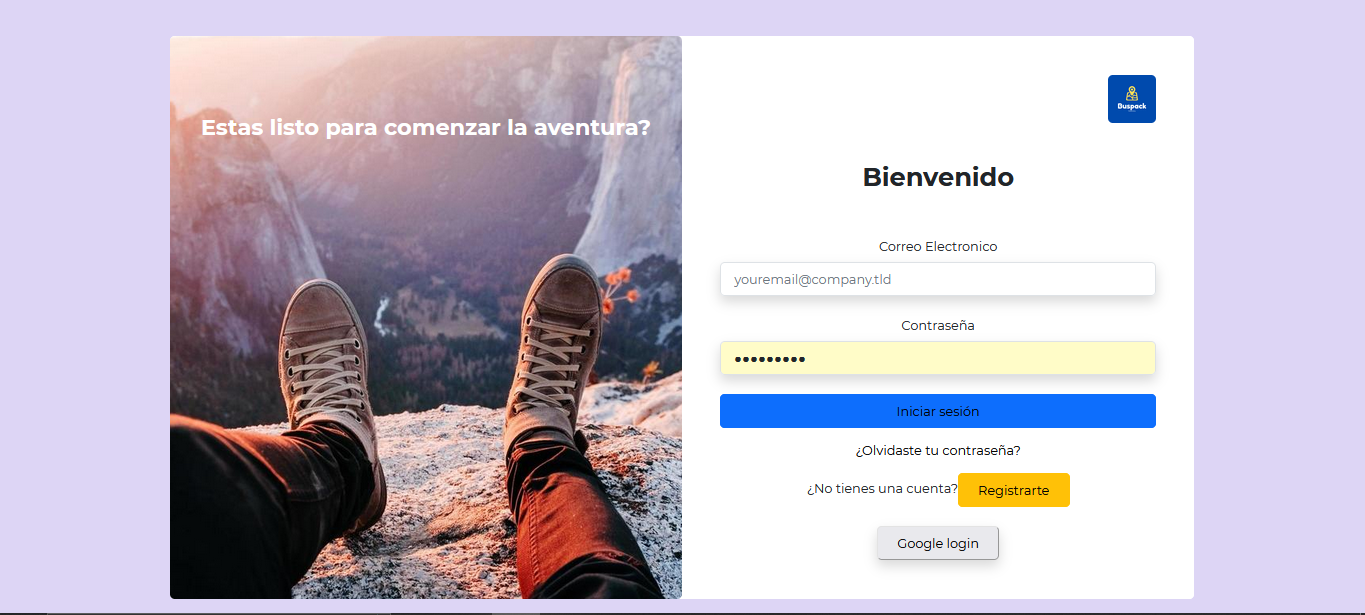 Estas listo para comenzar la aventura?
Buspack
Bienvenido
Correo Electronico
youremail@company.tld
Contraseña
•••••••••
Iniciar sesión
¿Olvidaste tu contraseña?
¿No tienes una cuenta? Registrarte
Google login